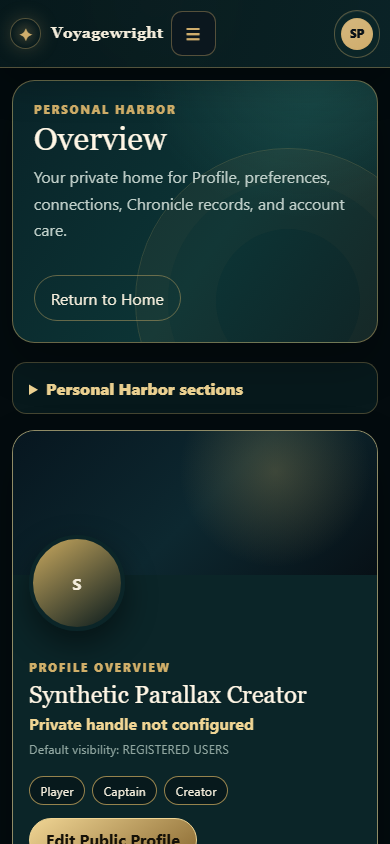 Voyagewright
SP
PERSONAL HARBOR
Overview
Your private home for Profile, preferences,
connections, Chronicle records, and account
care.
Return to Home
Personal Harbor sections
S
PROFILE OVERVIEW
Synthetic Parallax Creator
Private handle not configured
Default visibility: REGISTERED USERS
Player Captain Creator
Edit Public Profile